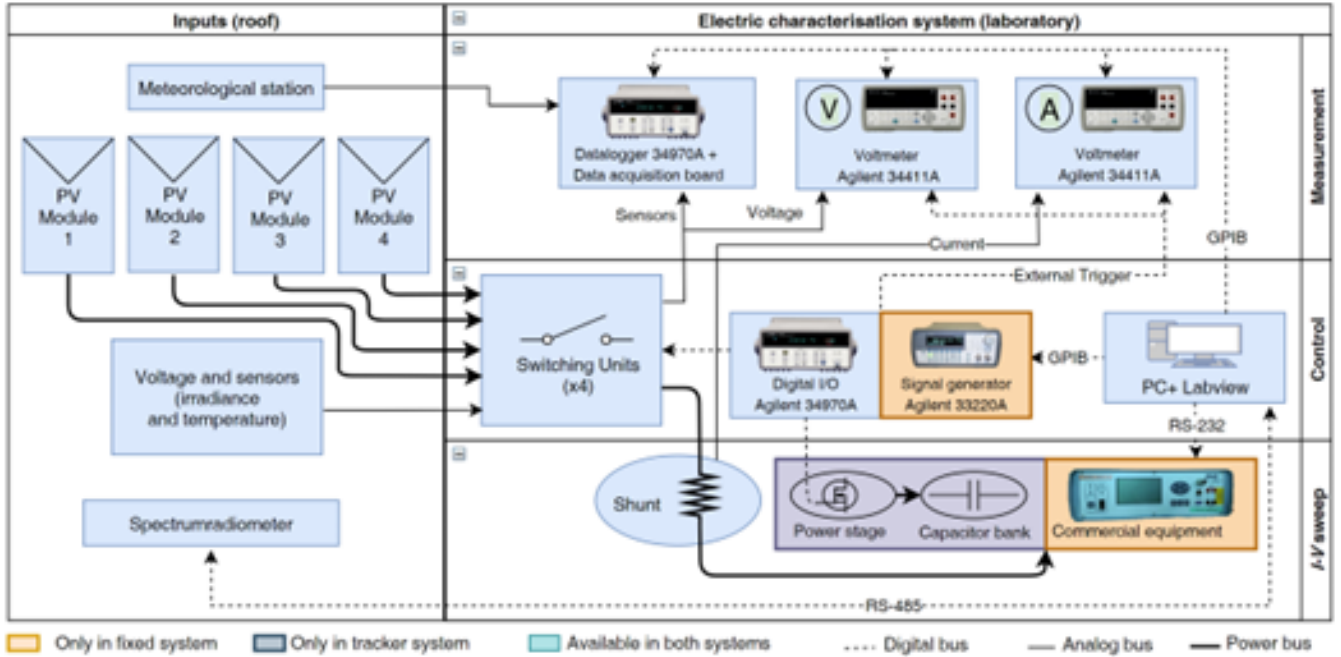 Inputs (roof)
Electric characterisation system (laboratory)
Meteorological station
PV
Module
1
PV
Module
2
PV
Module
3
PV
Module
4
Datalogger 34970A +
Data acquisition board
V
Voltmeter
Agilent 34411A
A
Voltmeter
Agilent 34411A
Measurement
Sensors
Voltage
Current
GPIB
External Trigger
Voltage and sensors
(irradiance
and temperature)
Switching Units
(x4)
Digital I/O
Agilent 34970A
Signal generator
Agilent 33220A
GPIB
PC+ Labview
RS-232
Control
Spectrumradiometer
Shunt
Power stage
Capacitor bank
Commercial equipment
I-V sweep
RS-485
Only in fixed system
Only in tracker system
Available in both systems
Digital bus
Analog bus
Power bus